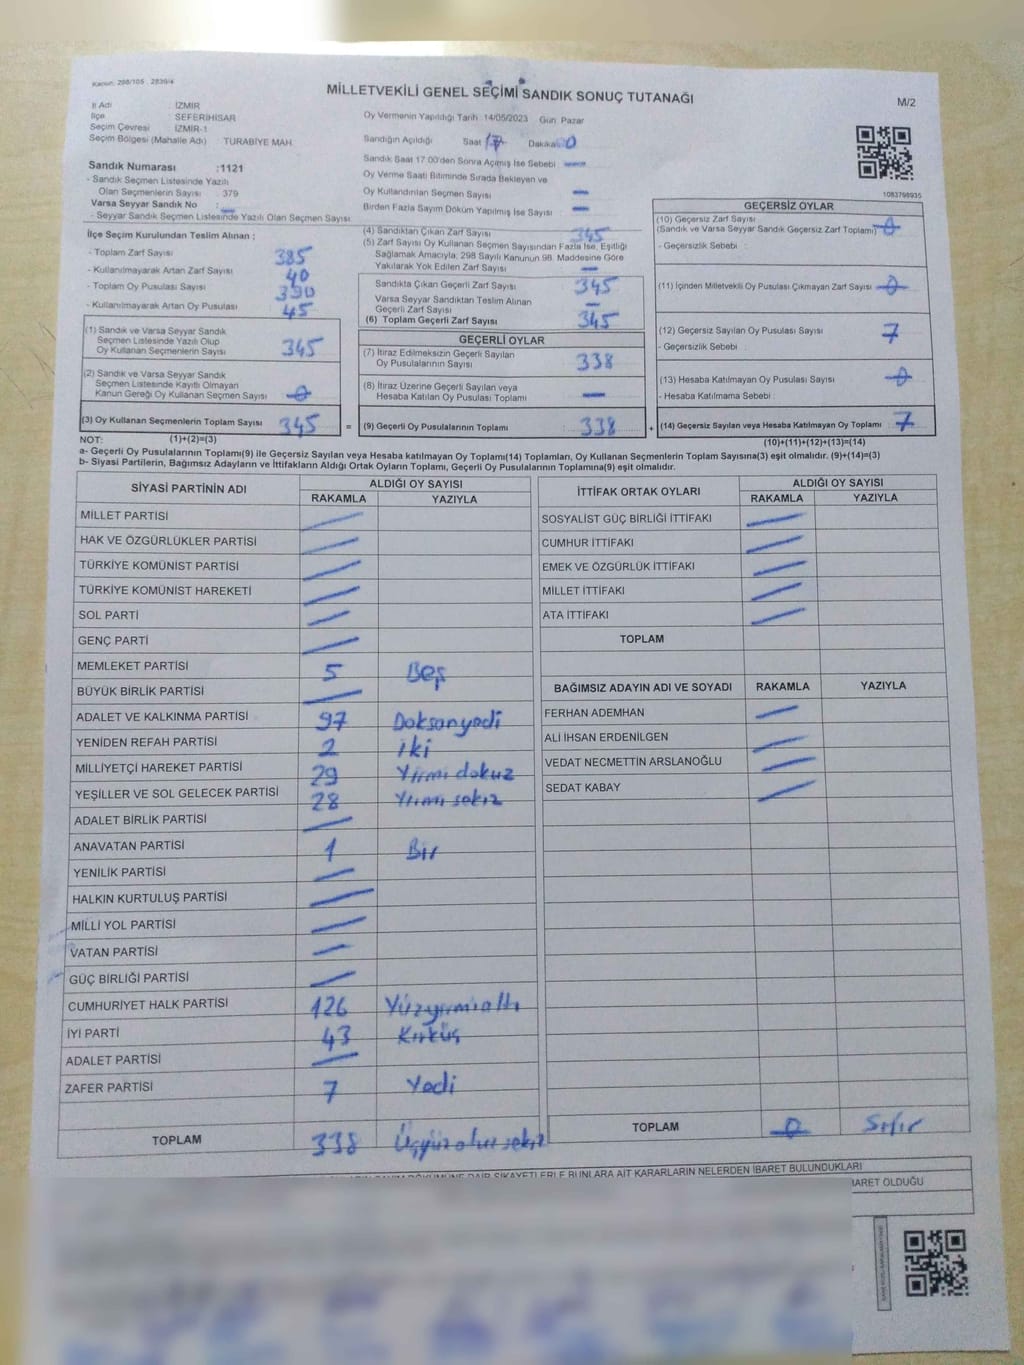 Kanun: 298/105 - 2839/4
MİLLETVEKİLİ GENEL SEÇİMİ SANDIK SONUÇ TUTANAĞI
M/2
İl Adı : İZMİR
İlçe : SEFERİHİSAR
Seçim Çevresi : İZMİR-1
Seçim Bölgesi (Mahalle Adı) : TURABİYE MAH.
Oy Vermenin Yapıldığı Tarih: 14/05/2023 Gün: Pazar
Sandığın Açıldığı Saat 17 Dakika 00
Sandık Saat 17:00'den Sonra Açılmış İse Sebebi —
Oy Verme Saati Bitiminde Sırada Bekleyen ve
Oy Kullandırılan Seçmen Sayısı —
Birden Fazla Sayım Döküm Yapılmış İse Sayısı : —
1083798935
Sandık Numarası : 1121
- Sandık Seçmen Listesinde Yazılı
Olan Seçmenlerin Sayısı : 379
Varsa Seyyar Sandık No : —
- Seyyar Sandık Seçmen Listesinde Yazılı Olan Seçmen Sayısı:
İlçe Seçim Kurulundan Teslim Alınan :
- Toplam Zarf Sayısı : 385
- Kullanılmayarak Artan Zarf Sayısı : 40
- Toplam Oy Pusulası : 390
- Kullanılmayarak Artan Oy Pusulası : 45
(1) Sandık ve Varsa Seyyar Sandık
Seçmen Listesinde Yazılı Olup
Oy Kullanan Seçmenlerin Sayısı : 345
(2) Sandık ve Varsa Seyyar Sandık
Seçmen Listesinde Kayıtlı Olmayan
Kanun Gereği Oy Kullanan Seçmen Sayısı : 0
(3) Oy Kullanan Seçmenlerin Toplam Sayısı : 345
=
(4) Sandıktan Çıkan Zarf Sayısı : 345
(5) Zarf Sayısı Oy Kullanan Seçmen Sayısından Fazla İse, Eşitliği
Sağlamak Amacıyla; 298 Sayılı Kanunun 98. Maddesine Göre
Yakılarak Yok Edilen Zarf Sayısı : —
Sandıkta Çıkan Geçerli Zarf Sayısı : 345
Varsa Seyyar Sandıktan Teslim Alınan
Geçerli Zarf Sayısı : —
(6) Toplam Geçerli Zarf Sayısı : 345
GEÇERLİ OYLAR
(7) İtiraz Edilmeksizin Geçerli Sayılan
Oy Pusulalarının Sayısı : 338
(8) İtiraz Üzerine Geçerli Sayılan veya
Hesaba Katılan Oy Pusulası Toplamı : —
(9) Geçerli Oy Pusulalarının Toplamı : 338
+
GEÇERSİZ OYLAR
(10) Geçersiz Zarf Sayısı
(Sandık ve Varsa Seyyar Sandık Geçersiz Zarf Toplamı) : 0
- Geçersizlik Sebebi :
(11) İçinden Milletvekili Oy Pusulası Çıkmayan Zarf Sayısı : 0
(12) Geçersiz Sayılan Oy Pusulası Sayısı : 7
- Geçersizlik Sebebi :
(13) Hesaba Katılmayan Oy Pusulası Sayısı : 0
- Hesaba Katılmama Sebebi :
(14) Geçersiz Sayılan veya Hesaba Katılmayan Oy Toplamı : 7
NOT: (1)+(2)=(3)
(10)+(11)+(12)+(13)=(14)
a- Geçerli Oy Pusulalarının Toplamı(9) ile Geçersiz Sayılan veya Hesaba katılmayan Oy Toplamı(14) Toplamları, Oy Kullanan Seçmenlerin Toplam Sayısına(3) eşit olmalıdır. (9)+(14)=(3)
b- Siyasi Partilerin, Bağımsız Adayların ve İttifakların Aldığı Ortak Oyların Toplamı, Geçerli Oy Pusulalarının Toplamına(9) eşit olmalıdır.
SİYASİ PARTİNİN ADI ALDIĞI OY SAYISI
RAKAMLA YAZIYLA
MİLLET PARTİSİ —
HAK VE ÖZGÜRLÜKLER PARTİSİ —
TÜRKİYE KOMÜNİST PARTİSİ —
TÜRKİYE KOMÜNİST HAREKETİ —
SOL PARTİ —
GENÇ PARTİ —
MEMLEKET PARTİSİ 5 Beş
BÜYÜK BİRLİK PARTİSİ —
ADALET VE KALKINMA PARTİSİ 97 Doksanyedi
YENİDEN REFAH PARTİSİ 2 iki
MİLLİYETÇİ HAREKET PARTİSİ 29 Yirmi dokuz
YEŞİLLER VE SOL GELECEK PARTİSİ 28 Yirmi sekiz
ADALET BİRLİK PARTİSİ —
ANAVATAN PARTİSİ 1 Bir
YENİLİK PARTİSİ —
HALKIN KURTULUŞ PARTİSİ —
MİLLİ YOL PARTİSİ —
VATAN PARTİSİ —
GÜÇ BİRLİĞİ PARTİSİ —
CUMHURİYET HALK PARTİSİ 126 Yüzyirmialtı
İYİ PARTİ 43 Kırküç
ADALET PARTİSİ —
ZAFER PARTİSİ 7 Yedi
TOPLAM 338 Üçyüzotuz sekiz
İTTİFAK ORTAK OYLARI ALDIĞI OY SAYISI
RAKAMLA YAZIYLA
SOSYALİST GÜÇ BİRLİĞİ İTTİFAKI —
CUMHUR İTTİFAKI —
EMEK VE ÖZGÜRLÜK İTTİFAKI —
MİLLET İTTİFAKI —
ATA İTTİFAKI —
TOPLAM
BAĞIMSIZ ADAYIN ADI VE SOYADI RAKAMLA YAZIYLA
FERHAN ADEMHAN —
ALİ İHSAN ERDENİLGEN —
VEDAT NECMETTİN ARSLANOĞLU —
SEDAT KABAY —
TOPLAM 0 Sıfır
DÖKÜMÜNE DAİR ŞİKAYETLERLE BUNLARA AİT KARARLARIN NELERDEN İBARET BULUNDUKLARI
BARET OLDUĞU